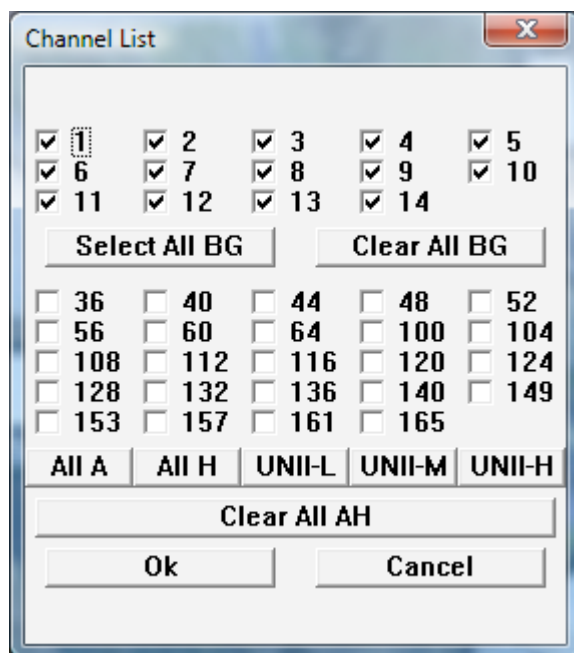 Channel List
1 2 3 4 5
6 7 8 9 10
11 12 13 14
Select All BG Clear All BG
36 40 44 48 52
56 60 64 100 104
108 112 116 120 124
128 132 136 140 149
153 157 161 165
All A All H UNII-L UNII-M UNII-H
Clear All AH
Ok Cancel